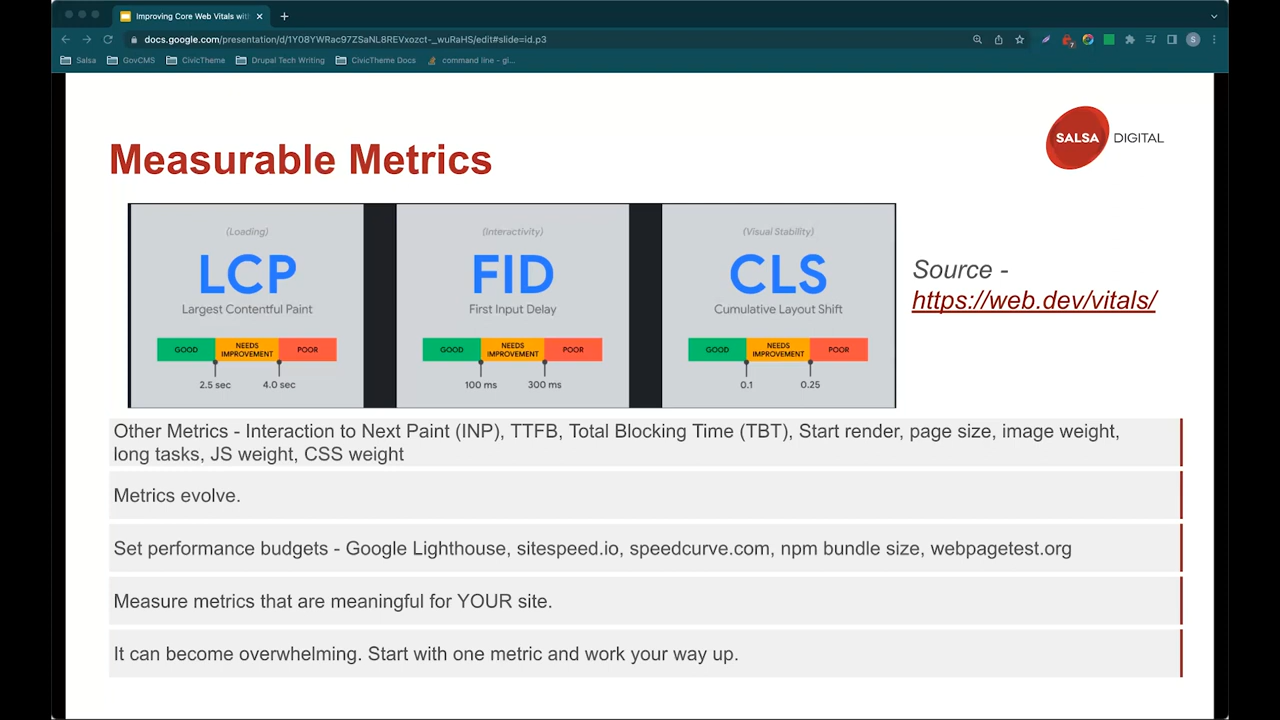 Improving Core Web Vitals wit
docs.google.com/presentation/d/1Y08YWRac97ZSaNL8REVxozct-_wuRaHS/edit#slide=id.p3
7
S
Salsa
GovCMS
CivicTheme
Drupal Tech Writing
CivicTheme Docs
command line - gi...
SALSA DIGITAL
Measurable Metrics
(Loading)
LCP
Largest Contentful Paint
GOOD
NEEDS
IMPROVEMENT
POOR
2.5 sec
4.0 sec
(Interactivity)
FID
First Input Delay
GOOD
NEEDS
IMPROVEMENT
POOR
100 ms
300 ms
(Visual Stability)
CLS
Cumulative Layout Shift
GOOD
NEEDS
IMPROVEMENT
POOR
0.1
0.25
Source -
https://web.dev/vitals/
Other Metrics - Interaction to Next Paint (INP), TTFB, Total Blocking Time (TBT), Start render, page size, image weight,
long tasks, JS weight, CSS weight
Metrics evolve.
Set performance budgets - Google Lighthouse, sitespeed.io, speedcurve.com, npm bundle size, webpagetest.org
Measure metrics that are meaningful for YOUR site.
It can become overwhelming. Start with one metric and work your way up.